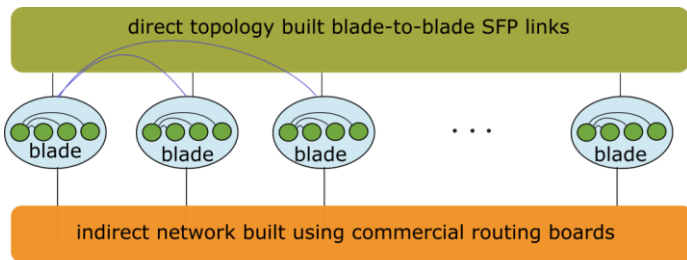 direct topology built blade-to-blade SFP links
blade
blade
blade
. . .
blade
indirect network built using commercial routing boards